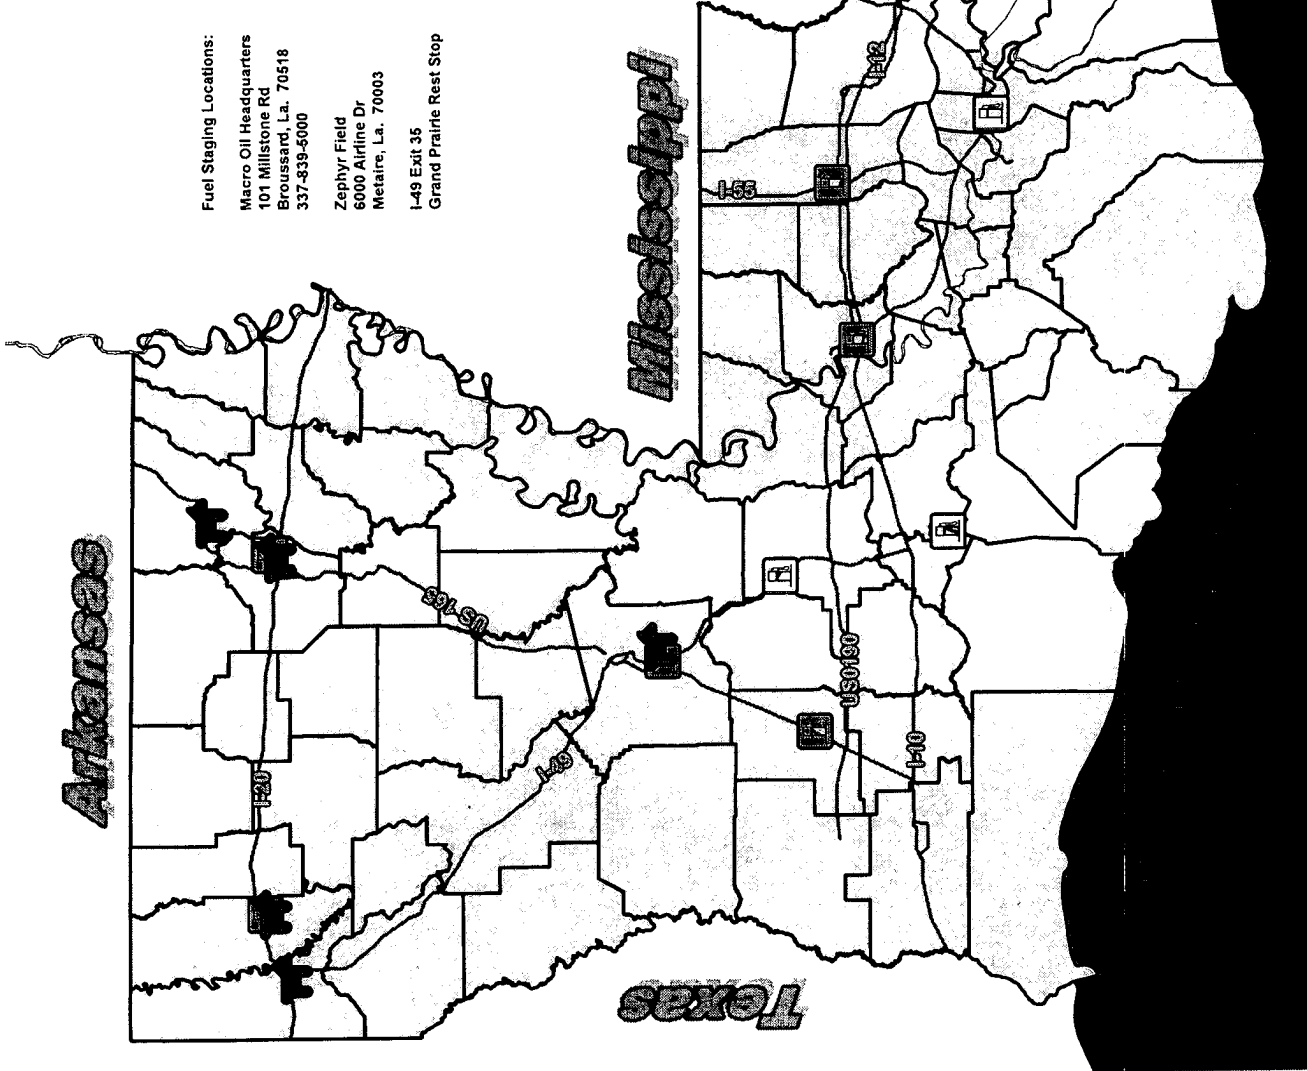 Fuel Staging Locations:
Macro Oil Headquarters
101 Millstone Rd
Broussard, La. 70518
337-839-5000
Zephyr Field
6000 Airline Dr
Metaire, La. 70003
I-49 Exit 35
Grand Prairie Rest Stop
Arkansas
Mississippi
Texas
I-20
US-165
I-49
I-55
I-12
US0190
I-10